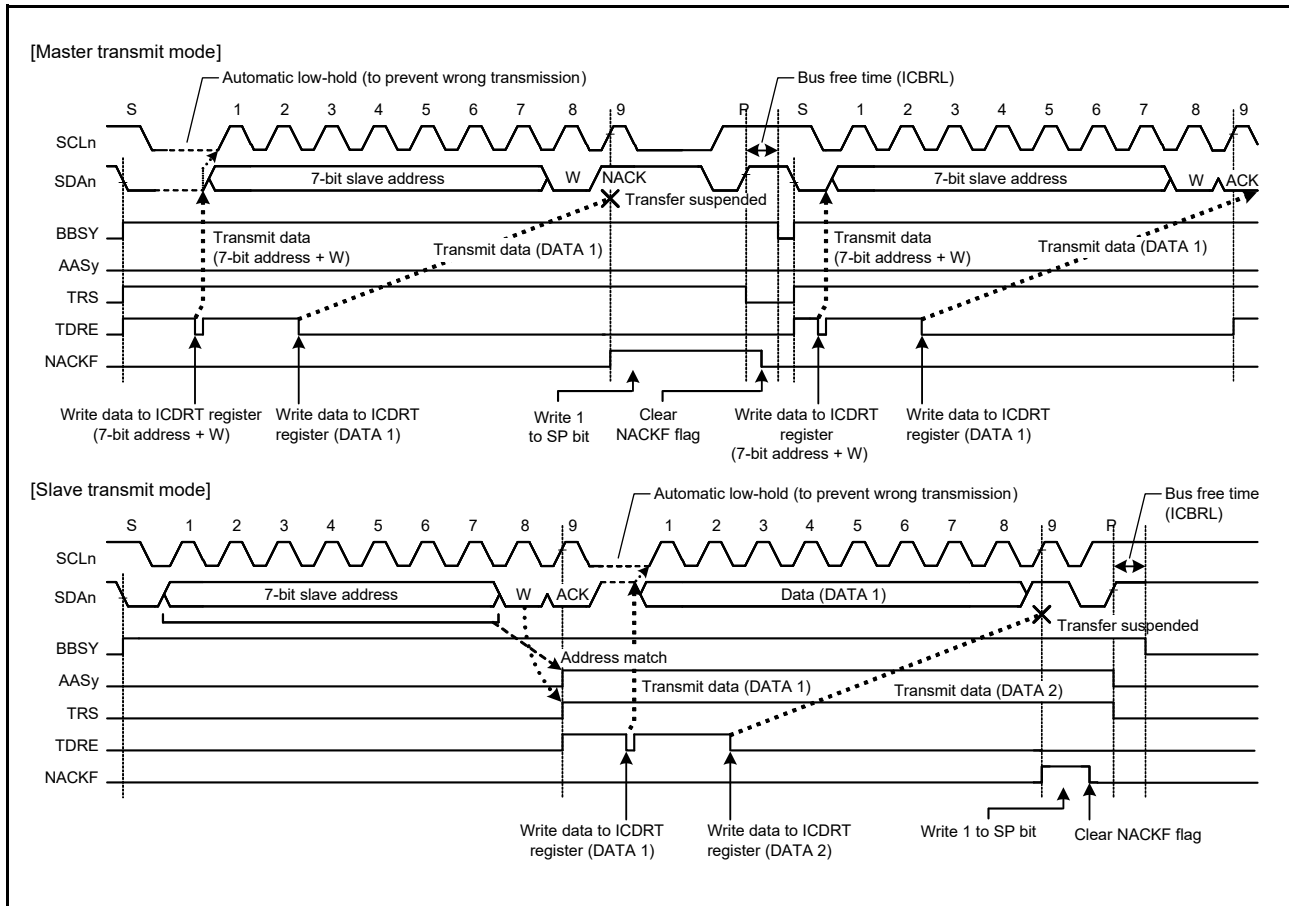 [Master transmit mode]
Automatic low-hold (to prevent wrong transmission)
Bus free time (ICBRL)
S 1 2 3 4 5 6 7 8 9 P S 1 2 3 4 5 6 7 8 9
SCLn
SDAn 7-bit slave address W NACK 7-bit slave address W ACK
Transfer suspended
BBSY
Transmit data
(7-bit address + W)
Transmit data (DATA 1)
Transmit data
(7-bit address + W)
Transmit data (DATA 1)
AASy
TRS
TDRE
NACKF
Write data to ICDRT register
(7-bit address + W)
Write data to ICDRT
register (DATA 1)
Write 1
to SP bit
Clear
NACKF flag
Write data to ICDRT
register
(7-bit address + W)
Write data to ICDRT
register (DATA 1)
[Slave transmit mode]
Automatic low-hold (to prevent wrong transmission)
Bus free time
(ICBRL)
S 1 2 3 4 5 6 7 8 9 1 2 3 4 5 6 7 8 9 P
SCLn
SDAn 7-bit slave address W ACK Data (DATA 1)
Transfer suspended
BBSY
Address match
AASy
Transmit data (DATA 1) Transmit data (DATA 2)
TRS
TDRE
NACKF
Write data to ICDRT
register (DATA 1)
Write data to ICDRT
register (DATA 2)
Write 1 to SP bit
Clear NACKF flag